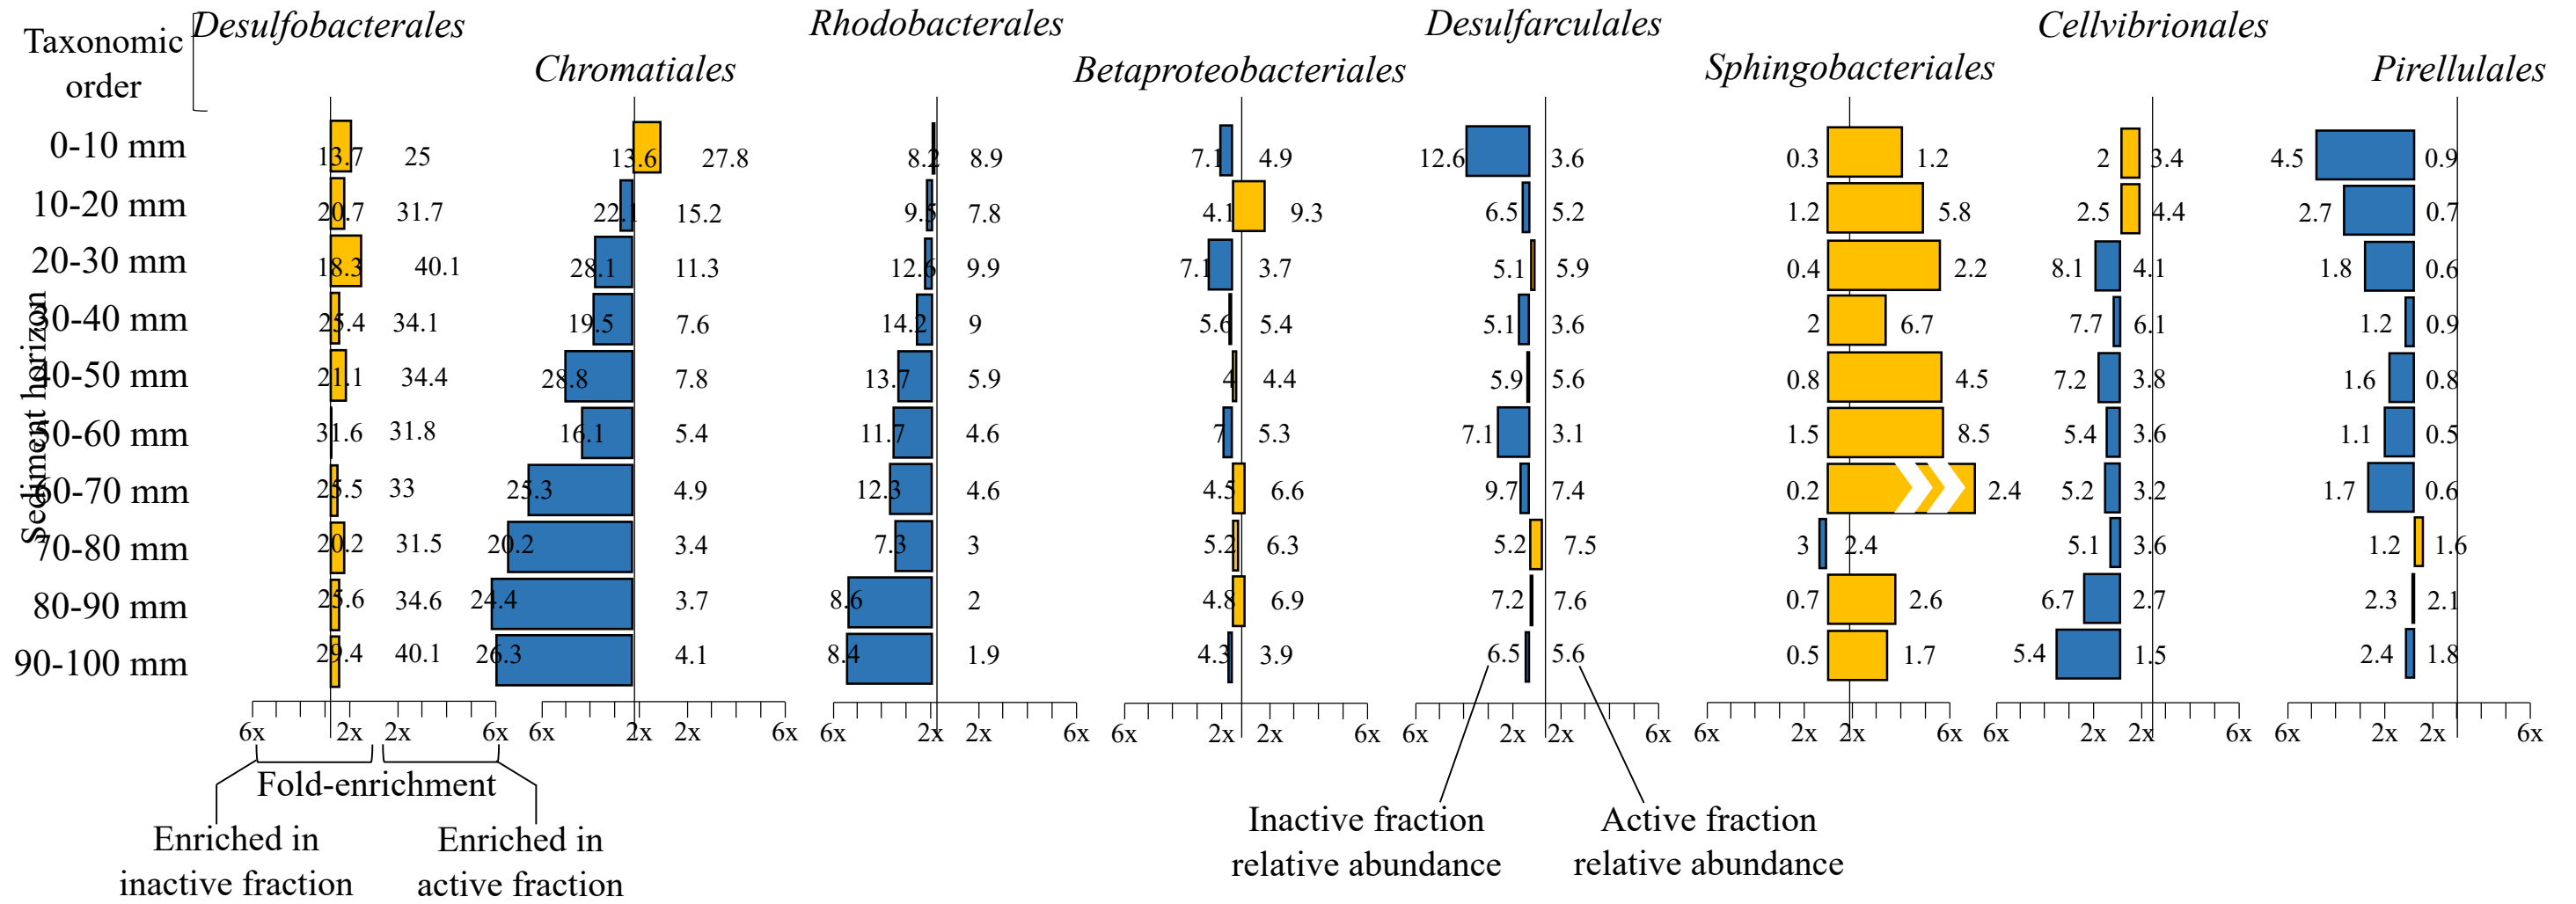 Desulfobacterales Rhodobacterales Desulfarculales Cellvibrionales
Taxonomic
order
Chromatiales Betaproteobacteriales Sphingobacteriales Pirellulales
0-10 mm 13.7 25 13.6 27.8 8.2 8.9 7.1 4.9 12.6 3.6 0.3 1.2 2 3.4 4.5 0.9
10-20 mm 20.7 31.7 22.1 15.2 9.5 7.8 4.1 9.3 6.5 5.2 1.2 5.8 2.5 4.4 2.7 0.7
20-30 mm 18.3 40.1 28.1 11.3 12.6 9.9 7.1 3.7 5.1 5.9 0.4 2.2 8.1 4.1 1.8 0.6
30-40 mm 25.4 34.1 19.5 7.6 14.2 9 5.6 5.4 5.1 3.6 2 6.7 7.7 6.1 1.2 0.9
40-50 mm 21.1 34.4 28.8 7.8 13.7 5.9 4 4.4 5.9 5.6 0.8 4.5 7.2 3.8 1.6 0.8
50-60 mm 31.6 31.8 16.1 5.4 11.7 4.6 7 5.3 7.1 3.1 1.5 8.5 5.4 3.6 1.1 0.5
60-70 mm 25.5 33 25.3 4.9 12.3 4.6 4.5 6.6 9.7 7.4 0.2 2.4 5.2 3.2 1.7 0.6
70-80 mm 20.2 31.5 20.2 3.4 7.3 3 5.2 6.3 5.2 7.5 3 2.4 5.1 3.6 1.2 1.6
80-90 mm 25.6 34.6 24.4 3.7 8.6 2 4.8 6.9 7.2 7.6 0.7 2.6 6.7 2.7 2.3 2.1
90-100 mm 29.4 40.1 26.3 4.1 8.4 1.9 4.3 3.9 6.5 5.6 0.5 1.7 5.4 1.5 2.4 1.8
Sediment horizon
6x 2x 2x 6x 6x 2x 2x 6x 6x 2x 2x 6x 6x 2x 2x 6x 6x 2x 2x 6x 6x 2x 2x 6x 6x 2x 2x 6x 6x 2x 2x 6x
Fold-enrichment
Enriched in
inactive fraction
Enriched in
active fraction
Inactive fraction
relative abundance
Active fraction
relative abundance